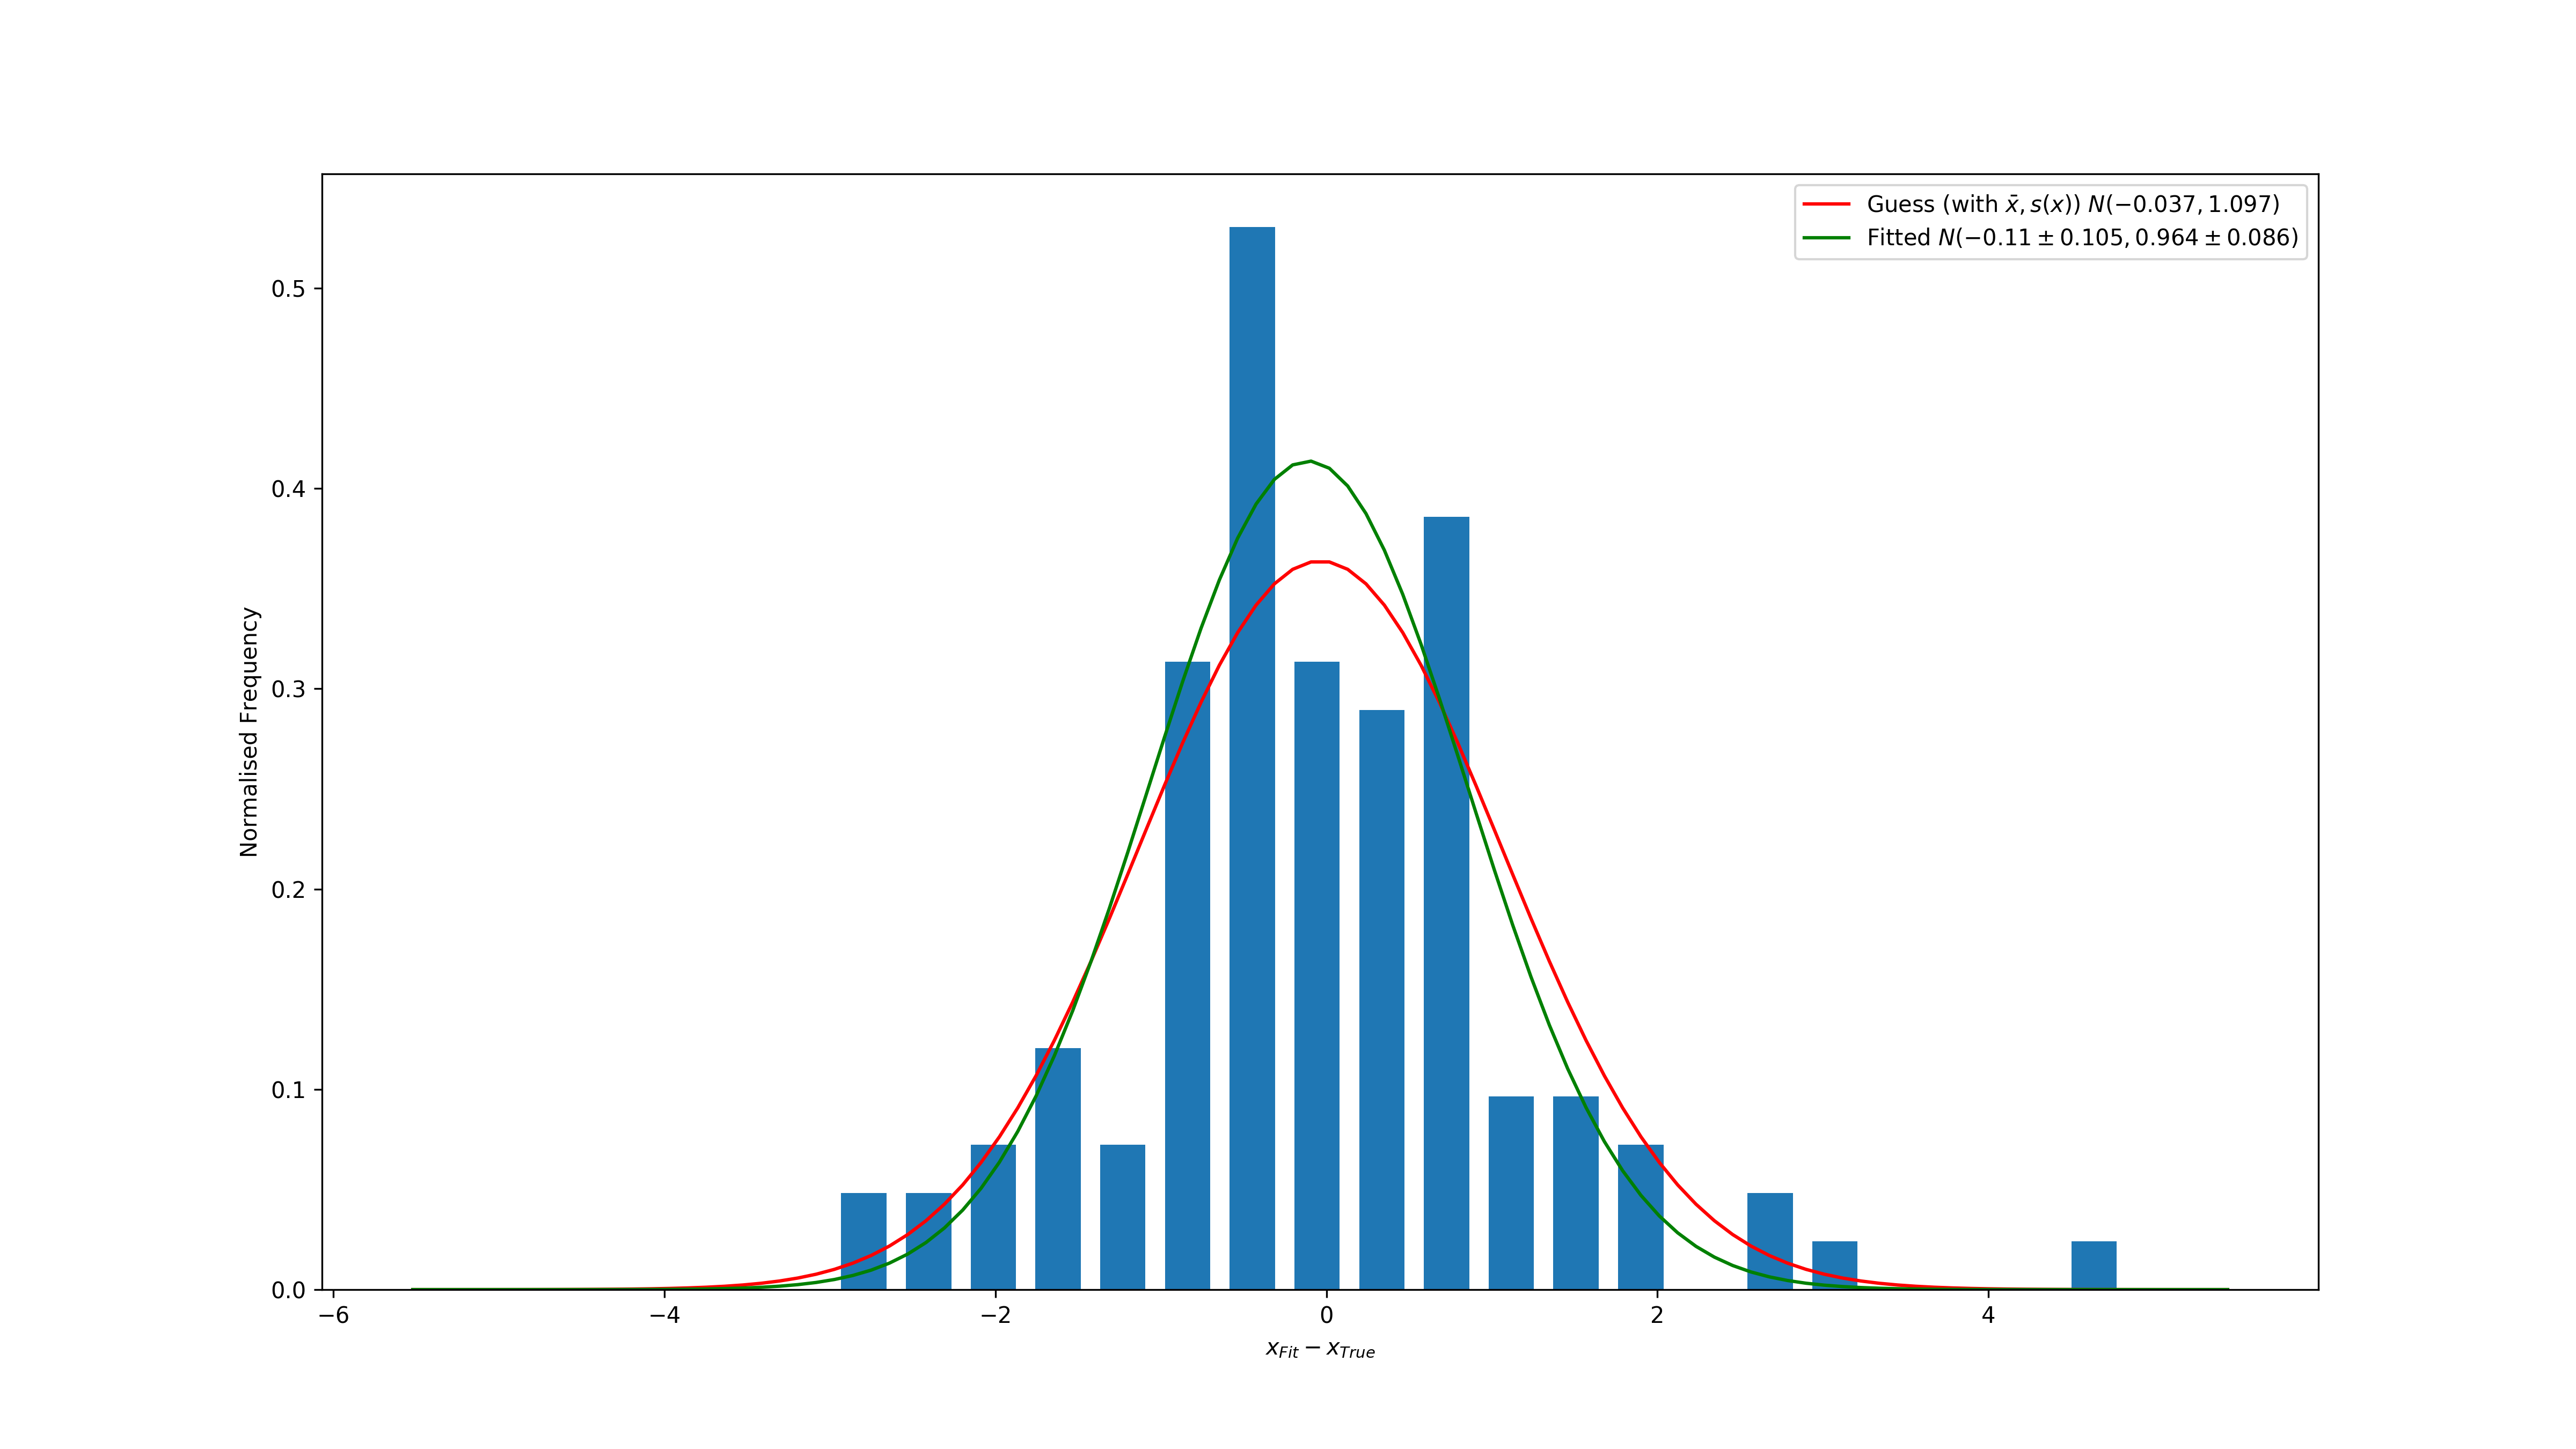 Guess (with x̄, s(x)) N(−0.037, 1.097)
Fitted N(−0.11 ± 0.105, 0.964 ± 0.086)
0.5
0.4
0.3
0.2
0.1
0.0
Normalised Frequency
−6 −4 −2 0 2 4
x_Fit − x_True